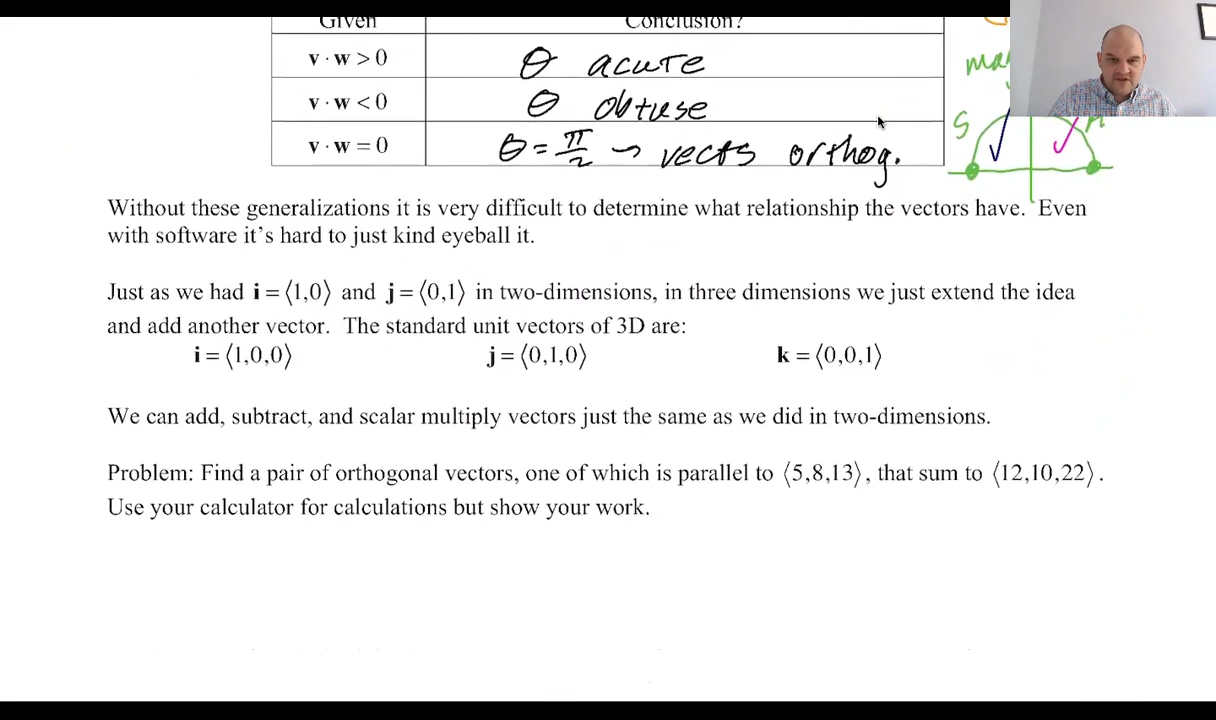 Given Conclusion?
v · w > 0 θ acute
v · w < 0 θ obtuse
v · w = 0 θ = π/2 → vects orthog.
S A
Without these generalizations it is very difficult to determine what relationship the vectors have. Even
with software it's hard to just kind eyeball it.
Just as we had i = ⟨1,0⟩ and j = ⟨0,1⟩ in two-dimensions, in three dimensions we just extend the idea
and add another vector. The standard unit vectors of 3D are:
i = ⟨1,0,0⟩ j = ⟨0,1,0⟩ k = ⟨0,0,1⟩
We can add, subtract, and scalar multiply vectors just the same as we did in two-dimensions.
Problem: Find a pair of orthogonal vectors, one of which is parallel to ⟨5,8,13⟩, that sum to ⟨12,10,22⟩.
Use your calculator for calculations but show your work.